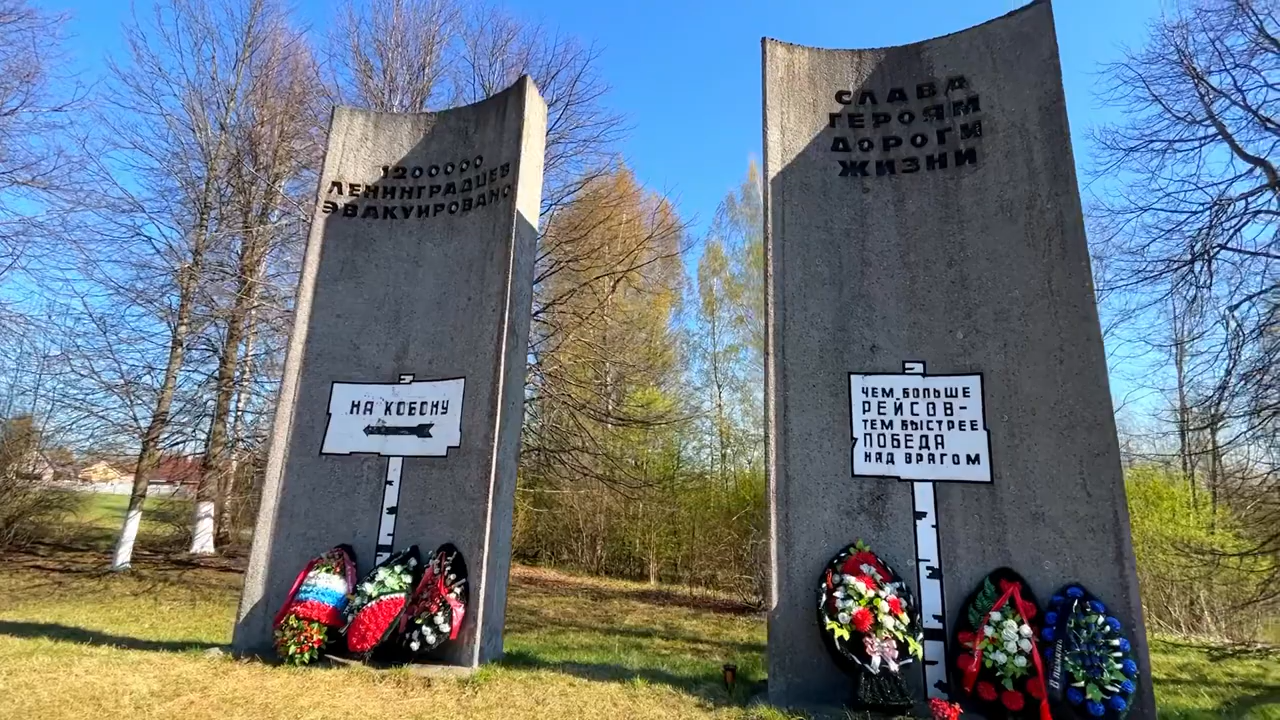 1200000
ЛЕНИНГРАДЦЕВ
ЭВАКУИРОВАНО
НА КОБОНУ
СЛАВА
ГЕРОЯМ
ДОРОГИ
ЖИЗНИ
ЧЕМ БОЛЬШЕ
РЕЙСОВ-
ТЕМ БЫСТРЕЕ
ПОБЕДА
НАД ВРАГОМ